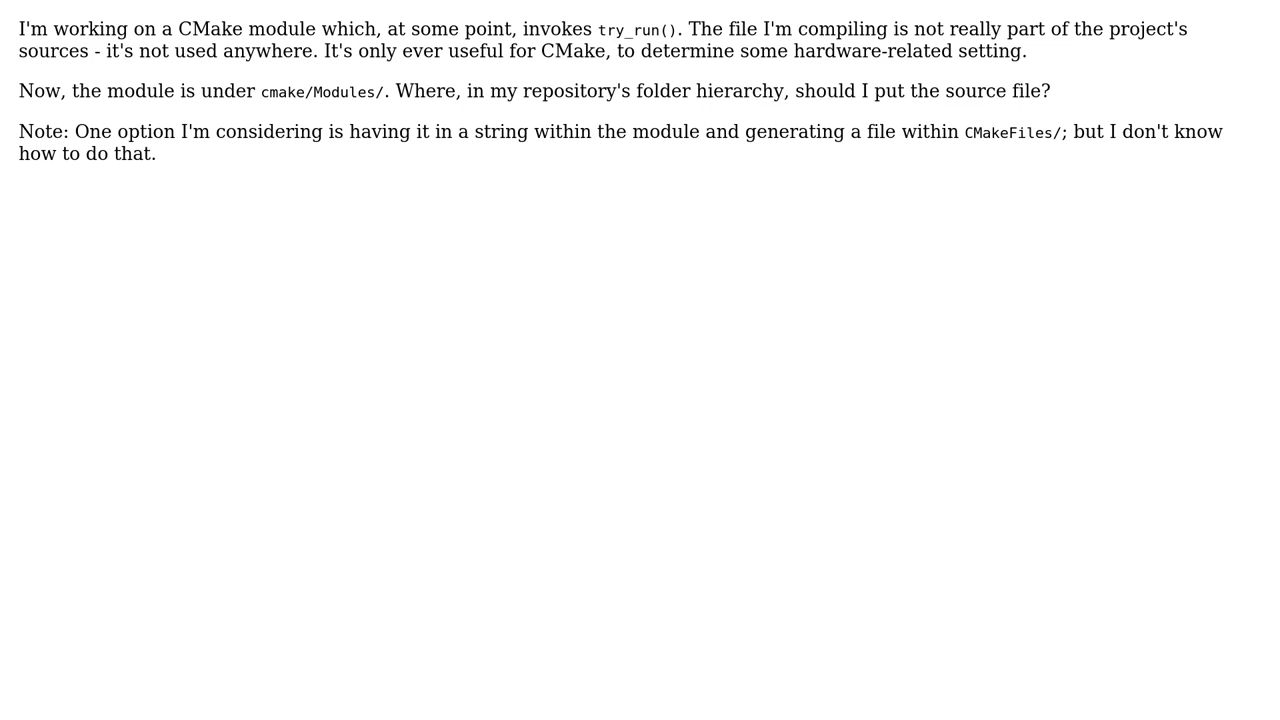 I'm working on a CMake module which, at some point, invokes try_run(). The file I'm compiling is not really part of the project's
sources - it's not used anywhere. It's only ever useful for CMake, to determine some hardware-related setting.
Now, the module is under cmake/Modules/. Where, in my repository's folder hierarchy, should I put the source file?
Note: One option I'm considering is having it in a string within the module and generating a file within CMakeFiles/; but I don't know
how to do that.